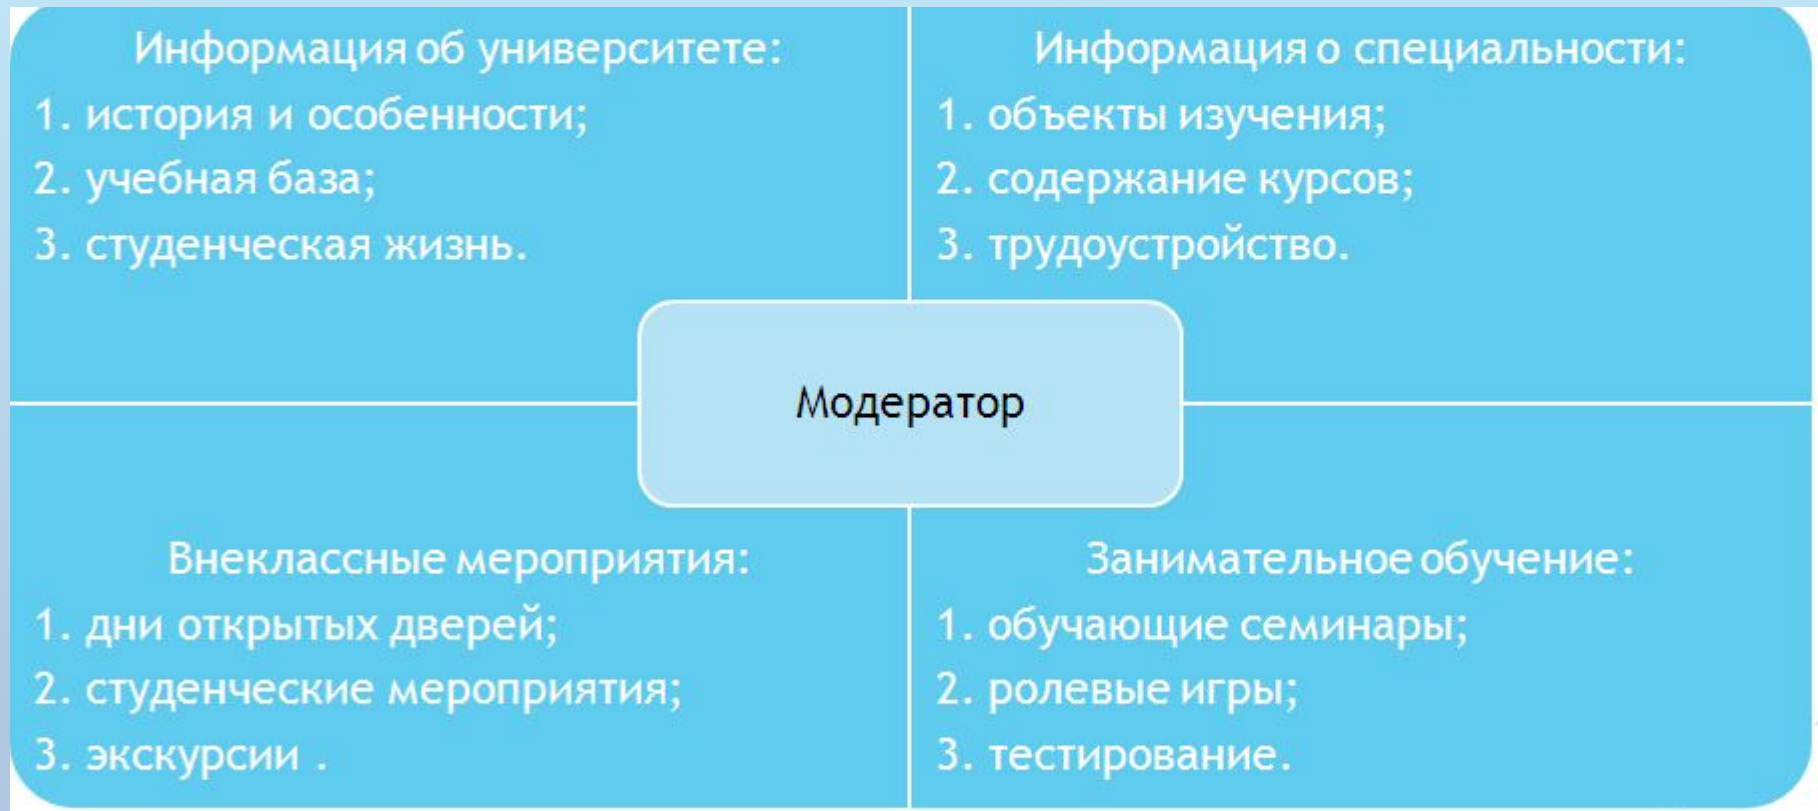 Информация об университете:
1. история и особенности;
2. учебная база;
3. студенческая жизнь.
Информация о специальности:
1. объекты изучения;
2. содержание курсов;
3. трудоустройство.
Модератор
Внеклассные мероприятия:
1. дни открытых дверей;
2. студенческие мероприятия;
3. экскурсии .
Занимательное обучение:
1. обучающие семинары;
2. ролевые игры;
3. тестирование.